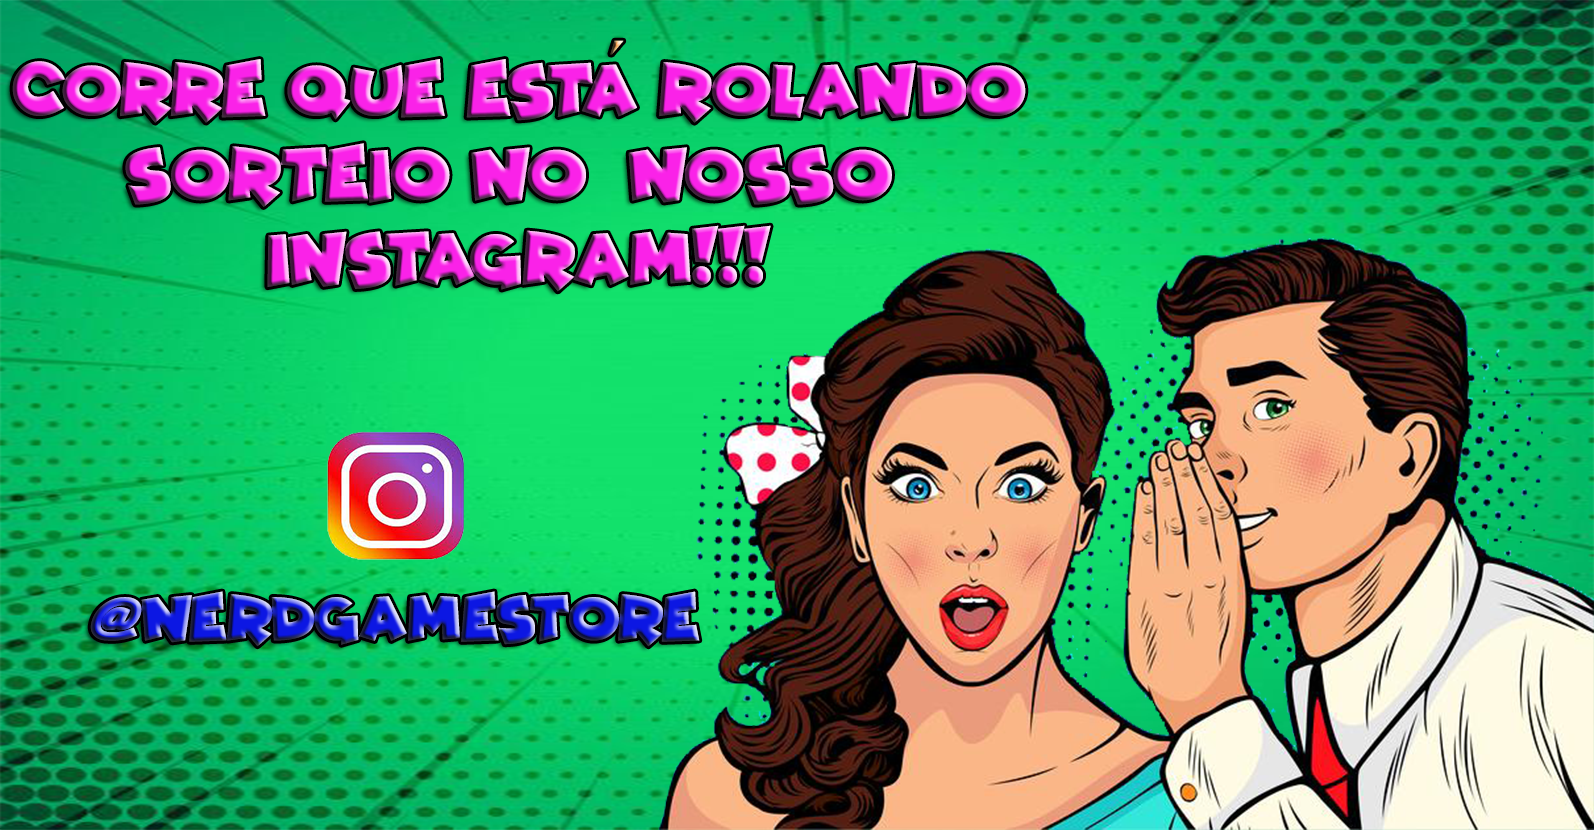 CORRE QUE ESTÁ ROLANDO
SORTEIO NO NOSSO
INSTAGRAM!!!
@NERDGAMESTORE